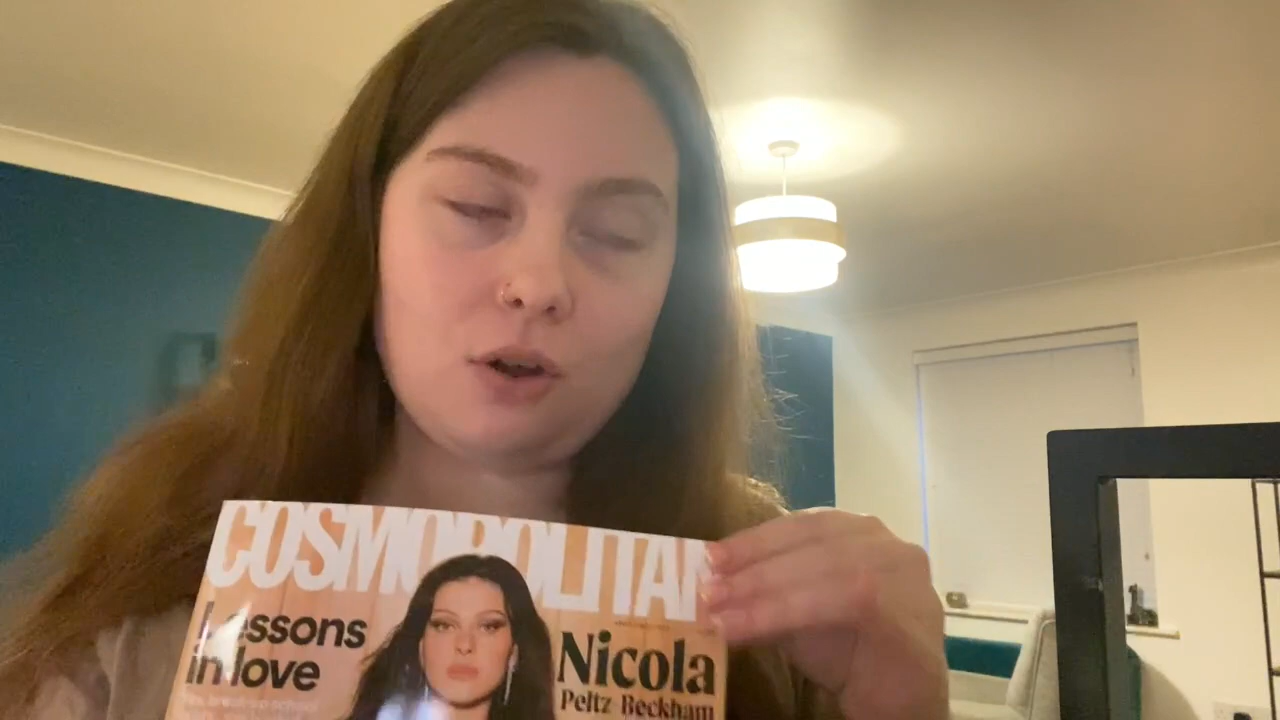 COSMOPOLITAN
Lessons
in love
Nicola
Peltz Beckham